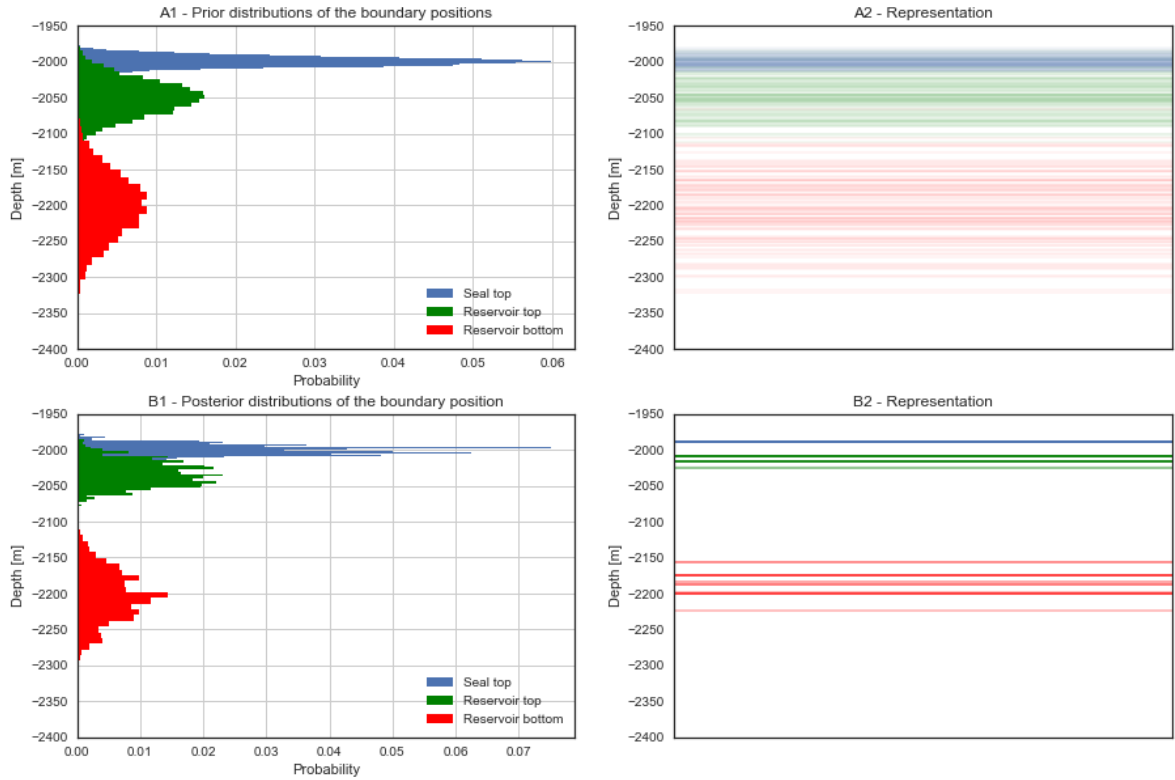 A1 - Prior distributions of the boundary positions
−1950
−2000
−2050
−2100
−2150
−2200
−2250
−2300
−2350
−2400
Depth [m]
Seal top
Reservoir top
Reservoir bottom
0.00 0.01 0.02 0.03 0.04 0.05 0.06
Probability
A2 - Representation
−1950
−2000
−2050
−2100
−2150
−2200
−2250
−2300
−2350
−2400
Depth [m]
B1 - Posterior distributions of the boundary position
−1950
−2000
−2050
−2100
−2150
−2200
−2250
−2300
−2350
−2400
Depth [m]
Seal top
Reservoir top
Reservoir bottom
0.00 0.01 0.02 0.03 0.04 0.05 0.06 0.07
Probability
B2 - Representation
−1950
−2000
−2050
−2100
−2150
−2200
−2250
−2300
−2350
−2400
Depth [m]